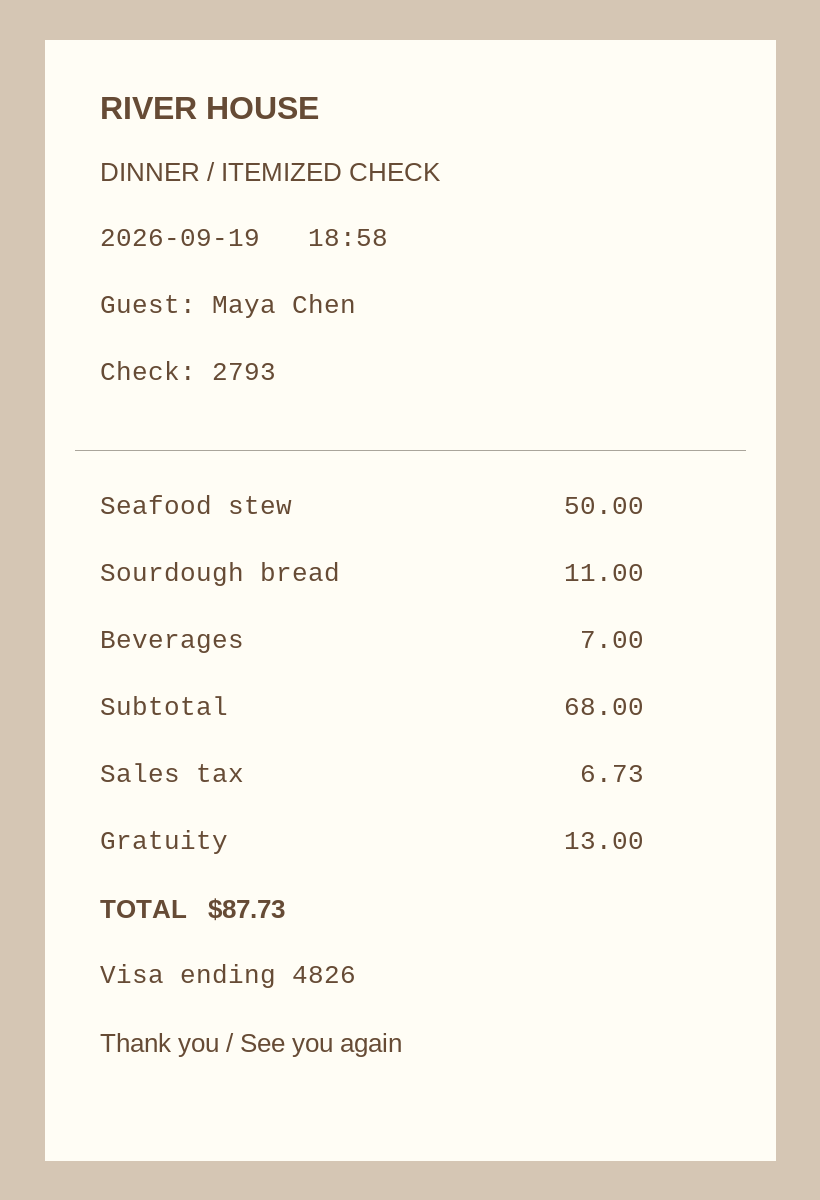 RIVER HOUSE
DINNER / ITEMIZED CHECK
2026-09-19   18:58
Guest: Maya Chen
Check: 2793
Seafood stew 50.00
Sourdough bread 11.00
Beverages 7.00
Subtotal 68.00
Sales tax 6.73
Gratuity 13.00
TOTAL $87.73
Visa ending 4826
Thank you / See you again